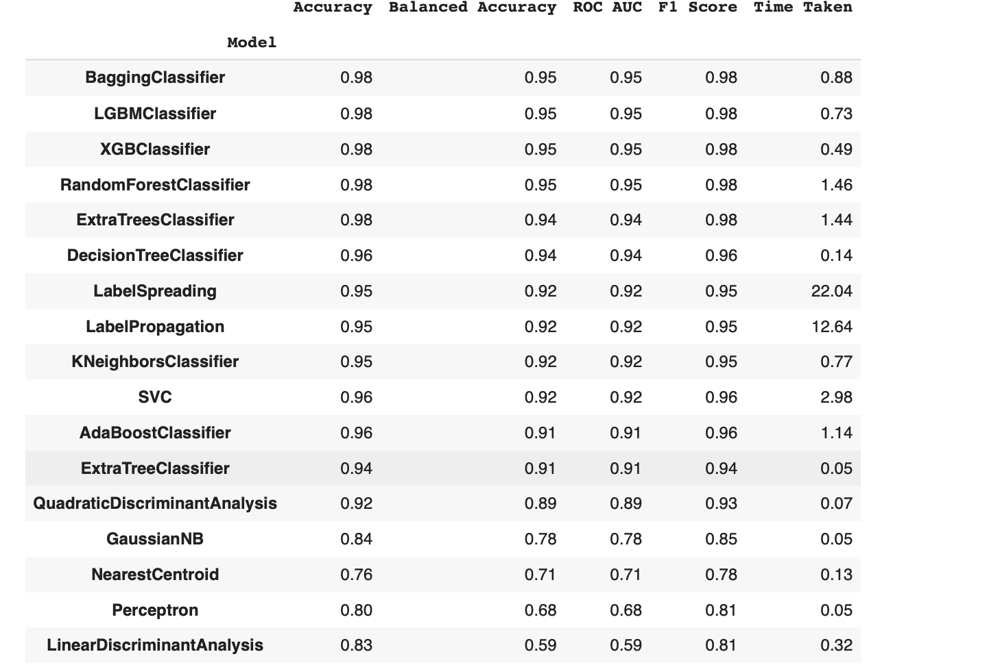 Accuracy Balanced Accuracy ROC AUC F1 Score Time Taken
Model
BaggingClassifier 0.98 0.95 0.95 0.98 0.88
LGBMClassifier 0.98 0.95 0.95 0.98 0.73
XGBClassifier 0.98 0.95 0.95 0.98 0.49
RandomForestClassifier 0.98 0.95 0.95 0.98 1.46
ExtraTreesClassifier 0.98 0.94 0.94 0.98 1.44
DecisionTreeClassifier 0.96 0.94 0.94 0.96 0.14
LabelSpreading 0.95 0.92 0.92 0.95 22.04
LabelPropagation 0.95 0.92 0.92 0.95 12.64
KNeighborsClassifier 0.95 0.92 0.92 0.95 0.77
SVC 0.96 0.92 0.92 0.96 2.98
AdaBoostClassifier 0.96 0.91 0.91 0.96 1.14
ExtraTreeClassifier 0.94 0.91 0.91 0.94 0.05
QuadraticDiscriminantAnalysis 0.92 0.89 0.89 0.93 0.07
GaussianNB 0.84 0.78 0.78 0.85 0.05
NearestCentroid 0.76 0.71 0.71 0.78 0.13
Perceptron 0.80 0.68 0.68 0.81 0.05
LinearDiscriminantAnalysis 0.83 0.59 0.59 0.81 0.32